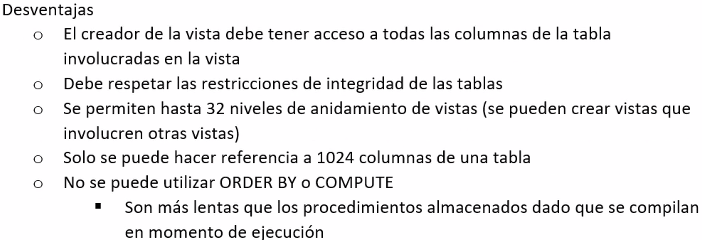 Desventajas
o El creador de la vista debe tener acceso a todas las columnas de la tabla
involucradas en la vista
o Debe respetar las restricciones de integridad de las tablas
o Se permiten hasta 32 niveles de anidamiento de vistas (se pueden crear vistas que
involucren otras vistas)
o Solo se puede hacer referencia a 1024 columnas de una tabla
o No se puede utilizar ORDER BY o COMPUTE
▪ Son más lentas que los procedimientos almacenados dado que se compilan
en momento de ejecución